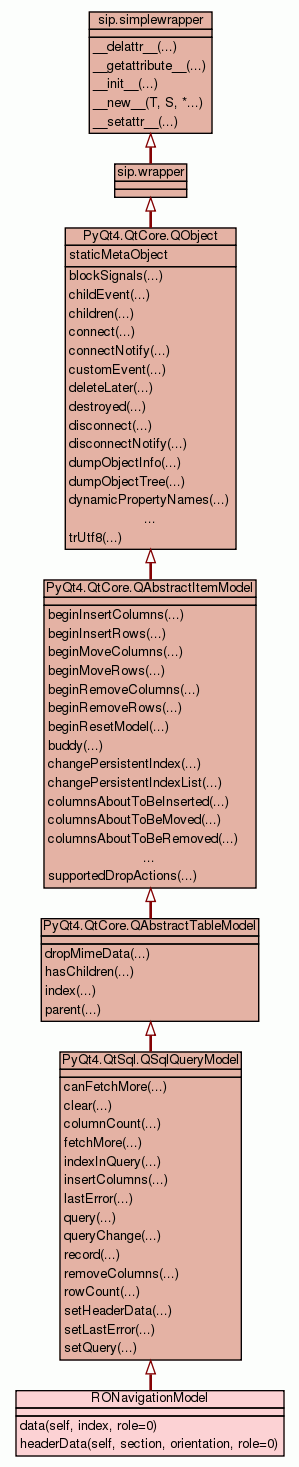 sip.simplewrapper
__delattr__(...)
__getattribute__(...)
__init__(...)
__new__(T, S, *...)
__setattr__(...)
sip.wrapper
PyQt4.QtCore.QObject
staticMetaObject
blockSignals(...)
childEvent(...)
children(...)
connect(...)
connectNotify(...)
customEvent(...)
deleteLater(...)
destroyed(...)
disconnect(...)
disconnectNotify(...)
dumpObjectInfo(...)
dumpObjectTree(...)
dynamicPropertyNames(...)
...
trUtf8(...)
PyQt4.QtCore.QAbstractItemModel
beginInsertColumns(...)
beginInsertRows(...)
beginMoveColumns(...)
beginMoveRows(...)
beginRemoveColumns(...)
beginRemoveRows(...)
beginResetModel(...)
buddy(...)
changePersistentIndex(...)
changePersistentIndexList(...)
columnsAboutToBeInserted(...)
columnsAboutToBeMoved(...)
columnsAboutToBeRemoved(...)
...
supportedDropActions(...)
PyQt4.QtCore.QAbstractTableModel
dropMimeData(...)
hasChildren(...)
index(...)
parent(...)
PyQt4.QtSql.QSqlQueryModel
canFetchMore(...)
clear(...)
columnCount(...)
fetchMore(...)
indexInQuery(...)
insertColumns(...)
lastError(...)
query(...)
queryChange(...)
record(...)
removeColumns(...)
rowCount(...)
setHeaderData(...)
setLastError(...)
setQuery(...)
RONavigationModel
data(self, index, role=0)
headerData(self, section, orientation, role=0)